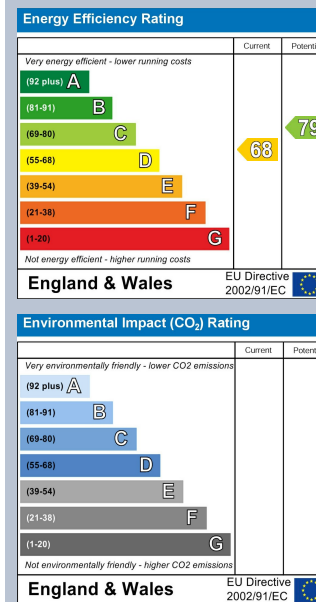 Energy Efficiency Rating
Current Potenti
Very energy efficient - lower running costs
(92 plus) A
(81-91) B
(69-80) C
(55-68) D
(39-54) E
(21-38) F
(1-20) G
68
79
Not energy efficient - higher running costs
England & Wales
EU Directive
2002/91/EC
Environmental Impact (CO₂) Rating
Current Potent
Very environmentally friendly - lower CO2 emissions
(92 plus) A
(81-91) B
(69-80) C
(55-68) D
(39-54) E
(21-38) F
(1-20) G
Not environmentally friendly - higher CO2 emissions
England & Wales
EU Directive
2002/91/EC